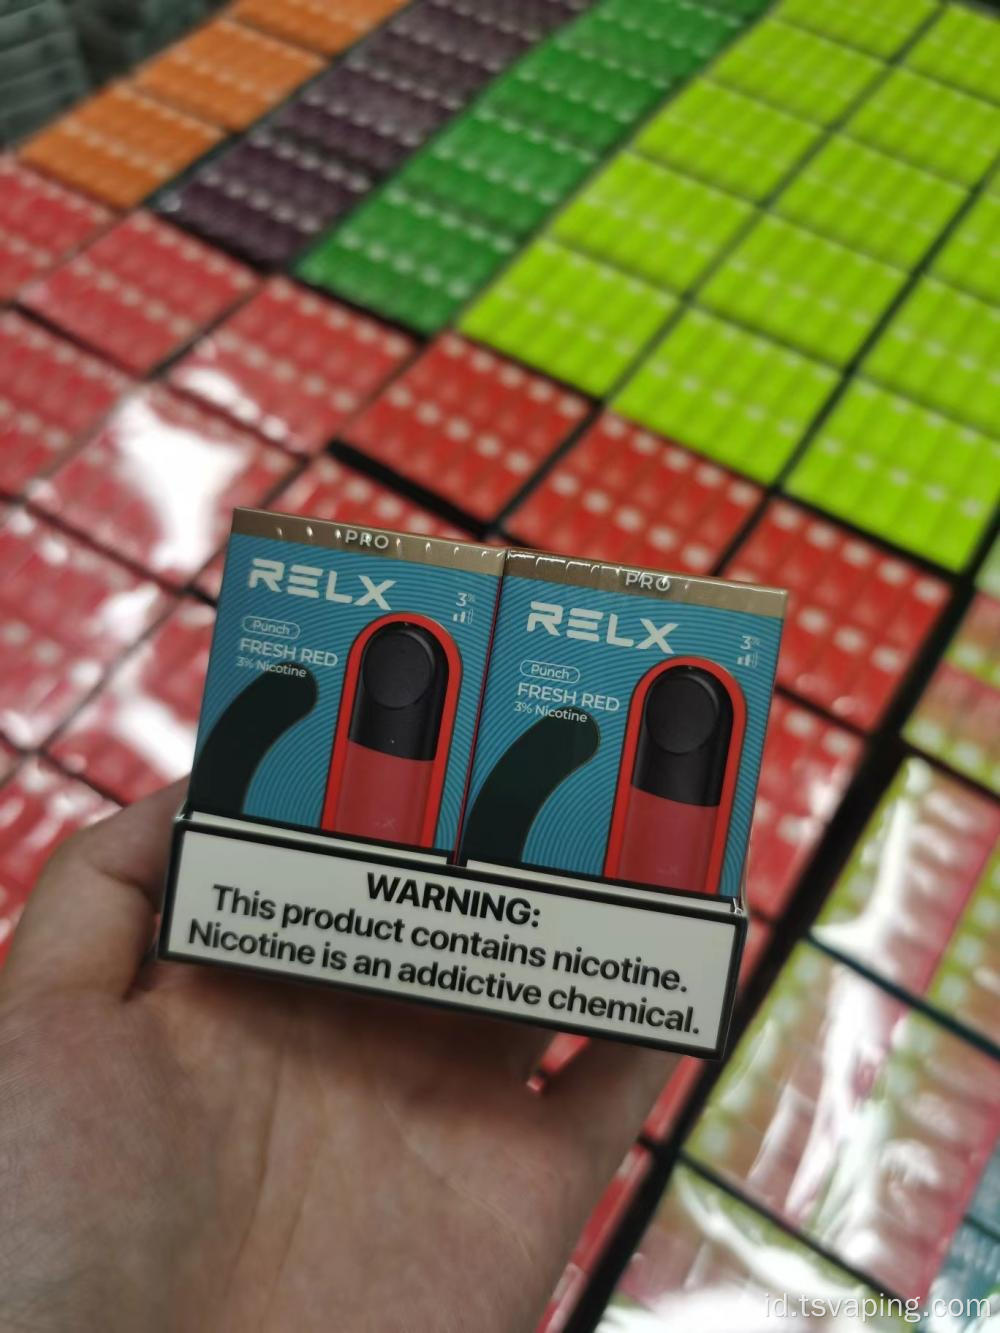 PRO
RELX
3%
Punch
FRESH RED
3% Nicotine
PRO
RELX
3%
Punch
FRESH RED
3% Nicotine
WARNING:
This product contains nicotine.
Nicotine is an addictive chemical.
id.tsvaping.com